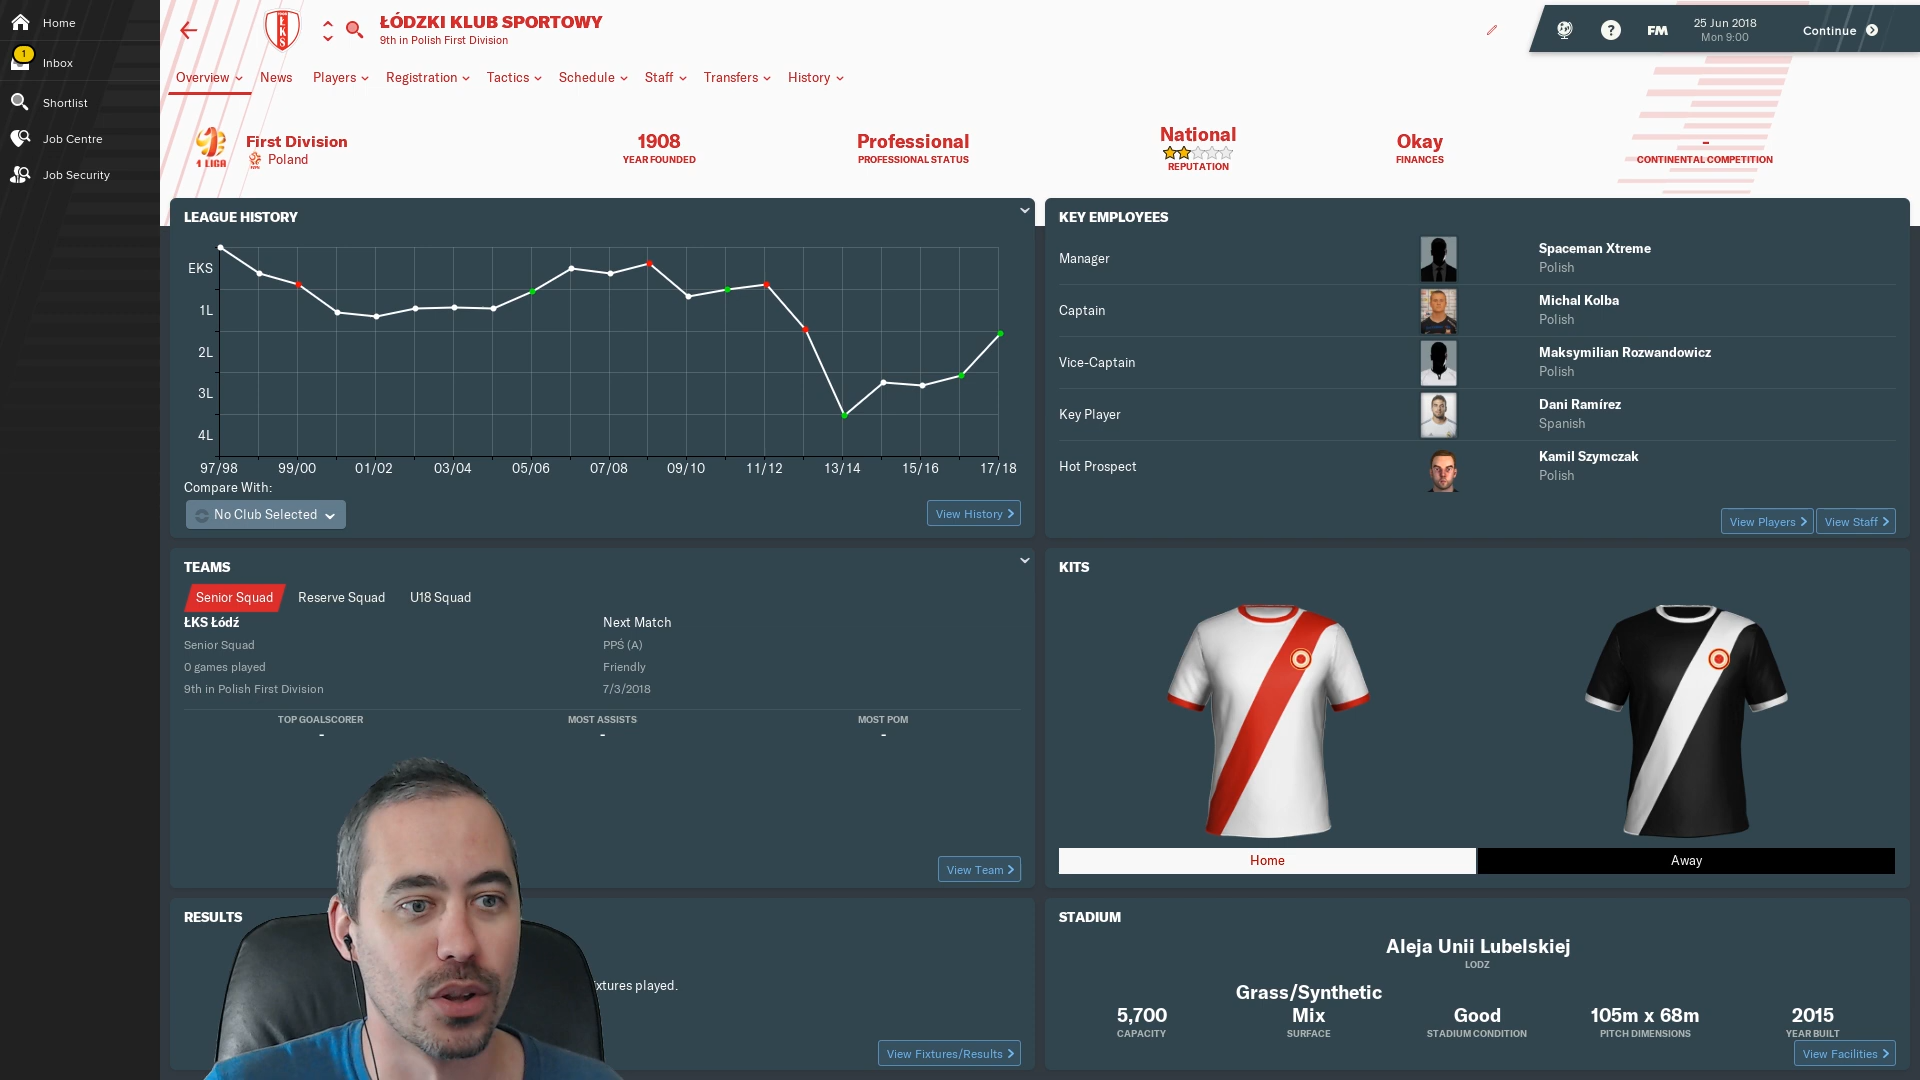 Home
1
Inbox
Shortlist
Job Centre
Job Security
ŁKS
ŁÓDZKI KLUB SPORTOWY
9th in Polish First Division
?
FM
25 Jun 2018
Mon 9:00
Continue
Overview
News
Players
Registration
Tactics
Schedule
Staff
Transfers
History
1 LIGA
First Division
Poland
1908
YEAR FOUNDED
Professional
PROFESSIONAL STATUS
National
REPUTATION
Okay
FINANCES
-
CONTINENTAL COMPETITION
LEAGUE HISTORY
EKS
1L
2L
3L
4L
97/98 99/00 01/02 03/04 05/06 07/08 09/10 11/12 13/14 15/16 17/18
Compare With:
No Club Selected
View History
KEY EMPLOYEES
Manager
Spaceman Xtreme
Polish
Captain
Michal Kolba
Polish
Vice-Captain
Maksymilian Rozwandowicz
Polish
Key Player
Dani Ramírez
Spanish
Hot Prospect
Kamil Szymczak
Polish
View Players
View Staff
TEAMS
Senior Squad
Reserve Squad
U18 Squad
ŁKS Łódź
Senior Squad
0 games played
9th in Polish First Division
Next Match
PPŚ (A)
Friendly
7/3/2018
TOP GOALSCORER
-
MOST ASSISTS
-
MOST POM
-
View Team
KITS
Home
Away
RESULTS
played.
View Fixtures/Results
STADIUM
Aleja Unii Lubelskiej
LODZ
5,700
CAPACITY
Grass/Synthetic
Mix
SURFACE
Good
STADIUM CONDITION
105m x 68m
PITCH DIMENSIONS
2015
YEAR BUILT
View Facilities